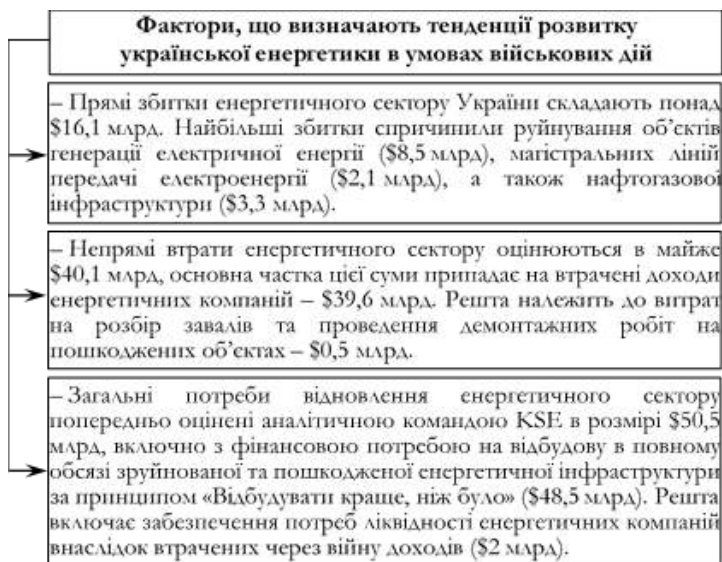 Фактори, що визначають тенденції розвитку
української енергетики в умовах військових дій
– Прямі збитки енергетичного сектору України складають понад
$16,1 млрд. Найбільші збитки спричинили руйнування об’єктів
генерації електричної енергії ($8,5 млрд), магістральних ліній
передачі електроенергії ($2,1 млрд), а також нафтогазової
інфраструктури ($3,3 млрд).
– Непрямі втрати енергетичного сектору оцінюються в майже
$40,1 млрд, основна частка цієї суми припадає на втрачені доходи
енергетичних компаній – $39,6 млрд. Решта належить до витрат
на розбір завалів та проведення демонтажних робіт на
пошкоджених об’єктах – $0,5 млрд.
– Загальні потреби відновлення енергетичного сектору
попередньо оцінені аналітичною командою KSE в розмірі $50,5
млрд, включно з фінансовою потребою на відбудову в повному
обсязі зруйнованої та пошкодженої енергетичної інфраструктури
за принципом «Відбудувати краще, ніж було» ($48,5 млрд). Решта
включає забезпечення потреб ліквідності енергетичних компаній
внаслідок втрачених через війну доходів ($2 млрд).